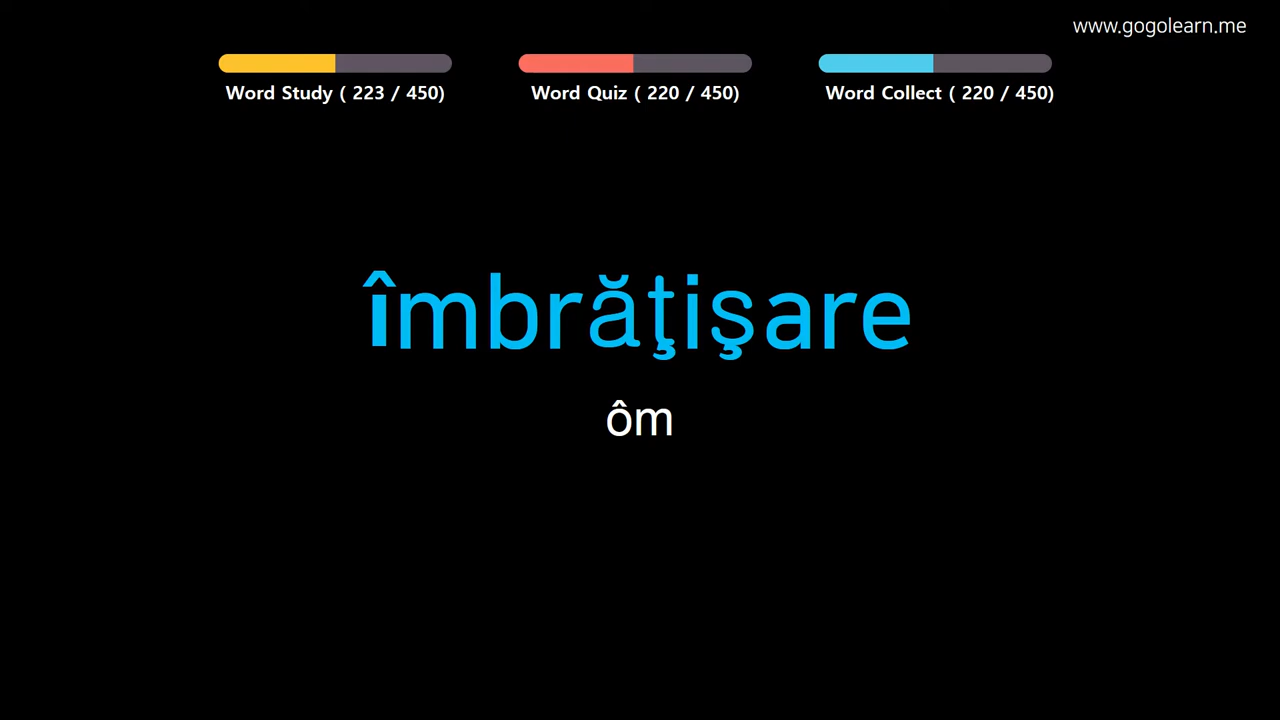 www.gogolearn.me
Word Study ( 223 / 450)
Word Quiz ( 220 / 450)
Word Collect ( 220 / 450)
îmbrăţişare
ôm